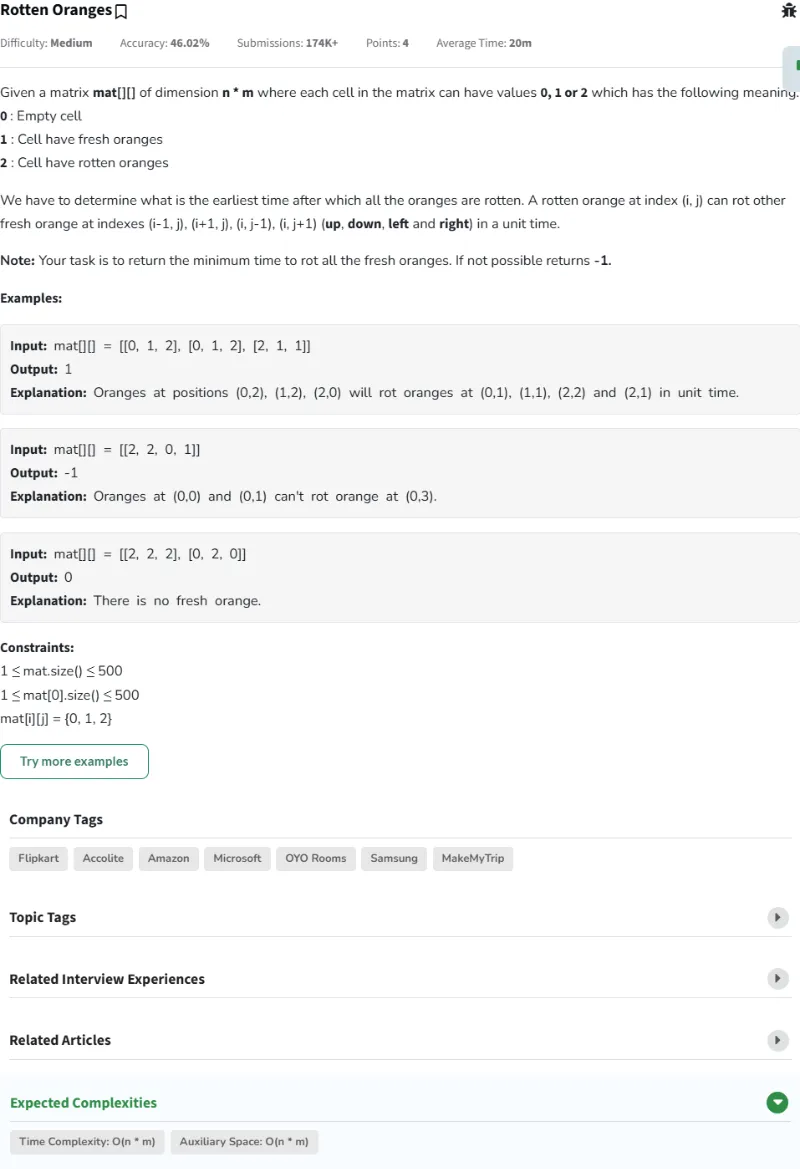 Rotten Oranges
Difficulty: Medium Accuracy: 46.02% Submissions: 174K+ Points: 4 Average Time: 20m
Given a matrix mat[][] of dimension n * m where each cell in the matrix can have values 0, 1 or 2 which has the following meaning:
0 : Empty cell
1 : Cell have fresh oranges
2 : Cell have rotten oranges
We have to determine what is the earliest time after which all the oranges are rotten. A rotten orange at index (i, j) can rot other
fresh orange at indexes (i-1, j), (i+1, j), (i, j-1), (i, j+1) (up, down, left and right) in a unit time.
Note: Your task is to return the minimum time to rot all the fresh oranges. If not possible returns -1.
Examples:
Input: mat[][] = [[0, 1, 2], [0, 1, 2], [2, 1, 1]]
Output: 1
Explanation: Oranges at positions (0,2), (1,2), (2,0) will rot oranges at (0,1), (1,1), (2,2) and (2,1) in unit time.
Input: mat[][] = [[2, 2, 0, 1]]
Output: -1
Explanation: Oranges at (0,0) and (0,1) can't rot orange at (0,3).
Input: mat[][] = [[2, 2, 2], [0, 2, 0]]
Output: 0
Explanation: There is no fresh orange.
Constraints:
1 ≤ mat.size() ≤ 500
1 ≤ mat[0].size() ≤ 500
mat[i][j] = {0, 1, 2}
Try more examples
Company Tags
Flipkart Accolite Amazon Microsoft OYO Rooms Samsung MakeMyTrip
Topic Tags
Related Interview Experiences
Related Articles
Expected Complexities
Time Complexity: O(n * m) Auxiliary Space: O(n * m)